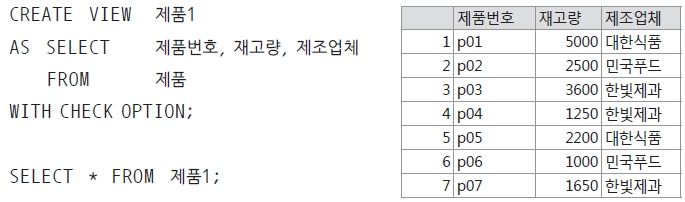 CREATE VIEW 제품1
AS SELECT 제품번호, 재고량, 제조업체
FROM 제품
WITH CHECK OPTION;
SELECT * FROM 제품1;
제품번호 재고량 제조업체
1 p01 5000 대한식품
2 p02 2500 민국푸드
3 p03 3600 한빛제과
4 p04 1250 한빛제과
5 p05 2200 대한식품
6 p06 1000 민국푸드
7 p07 1650 한빛제과